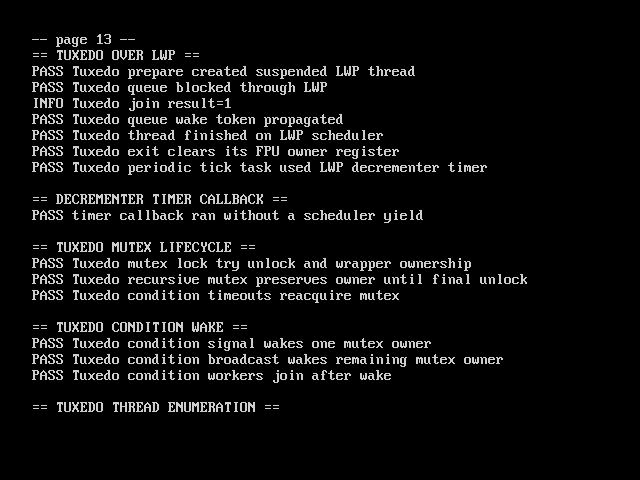 -- page 13 --
== TUXEDO OVER LWP ==
PASS Tuxedo prepare created suspended LWP thread
PASS Tuxedo queue blocked through LWP
INFO Tuxedo join result=1
PASS Tuxedo queue wake token propagated
PASS Tuxedo thread finished on LWP scheduler
PASS Tuxedo exit clears its FPU owner register
PASS Tuxedo periodic tick task used LWP decrementer timer
== DECREMENTER TIMER CALLBACK ==
PASS timer callback ran without a scheduler yield
== TUXEDO MUTEX LIFECYCLE ==
PASS Tuxedo mutex lock try unlock and wrapper ownership
PASS Tuxedo recursive mutex preserves owner until final unlock
PASS Tuxedo condition timeouts reacquire mutex
== TUXEDO CONDITION WAKE ==
PASS Tuxedo condition signal wakes one mutex owner
PASS Tuxedo condition broadcast wakes remaining mutex owner
PASS Tuxedo condition workers join after wake
== TUXEDO THREAD ENUMERATION ==